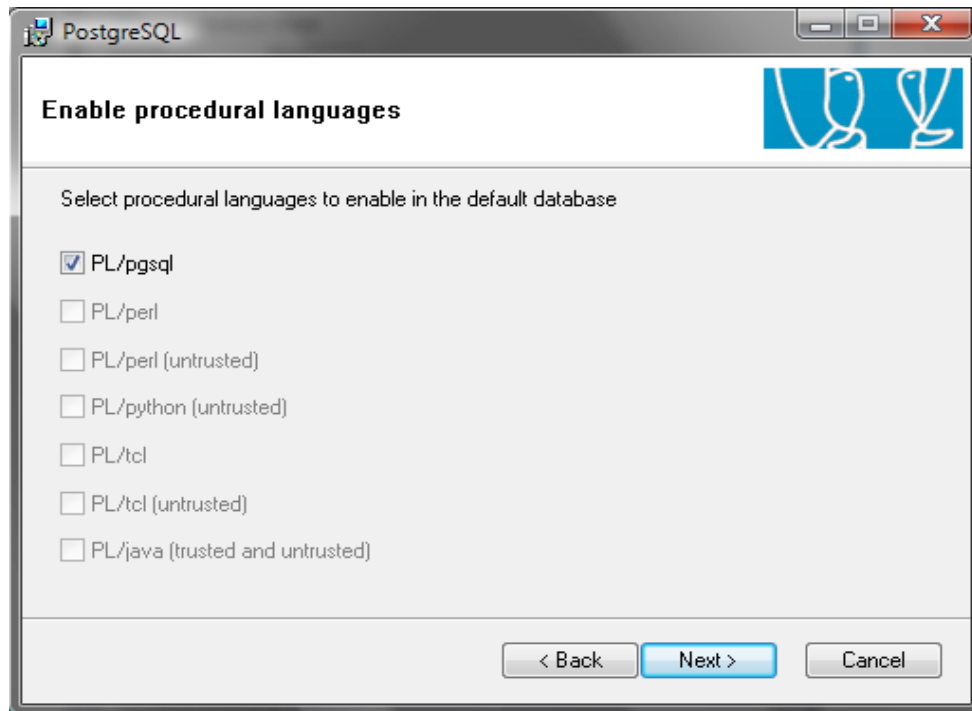 PostgreSQL
Enable procedural languages
Select procedural languages to enable in the default database
PL/pgsql
PL/perl
PL/perl (untrusted)
PL/python (untrusted)
PL/tcl
PL/tcl (untrusted)
PL/java (trusted and untrusted)
< Back Next > Cancel